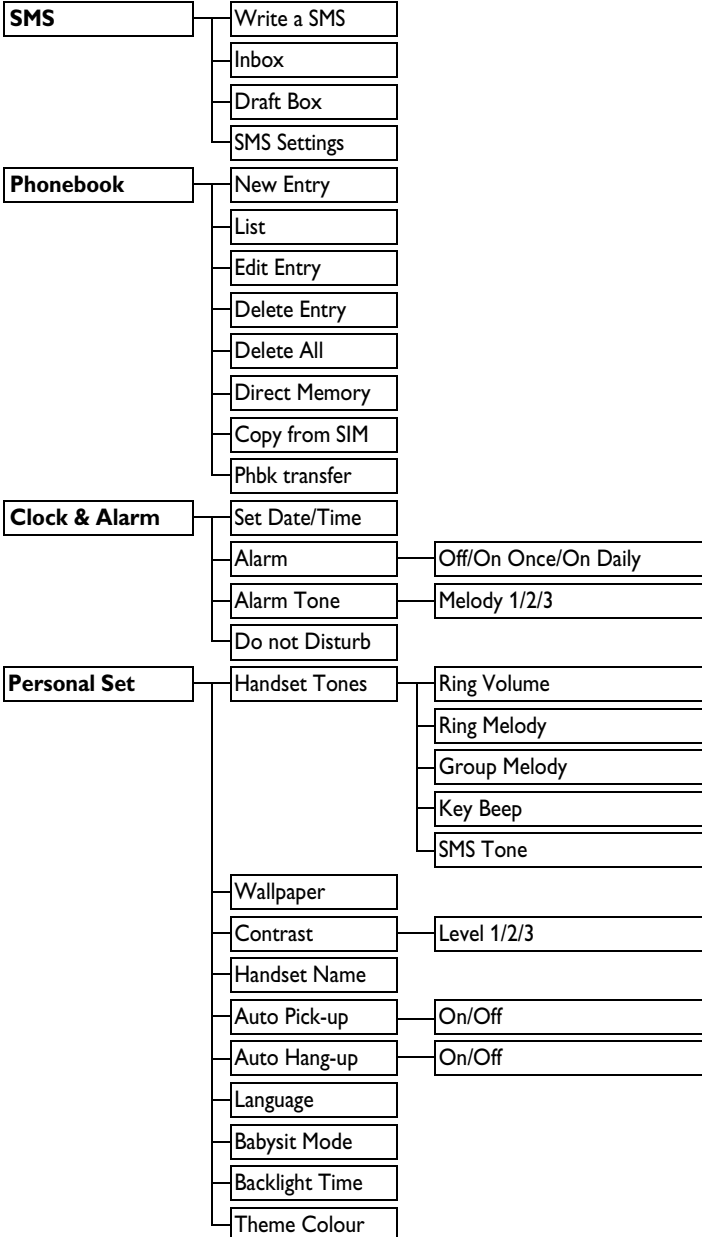 SMS
Write a SMS
Inbox
Draft Box
SMS Settings
Phonebook
New Entry
List
Edit Entry
Delete Entry
Delete All
Direct Memory
Copy from SIM
Phbk transfer
Clock & Alarm
Set Date/Time
Alarm
Off/On Once/On Daily
Alarm Tone
Melody 1/2/3
Do not Disturb
Personal Set
Handset Tones
Ring Volume
Ring Melody
Group Melody
Key Beep
SMS Tone
Wallpaper
Contrast
Level 1/2/3
Handset Name
Auto Pick-up
On/Off
Auto Hang-up
On/Off
Language
Babysit Mode
Backlight Time
Theme Colour